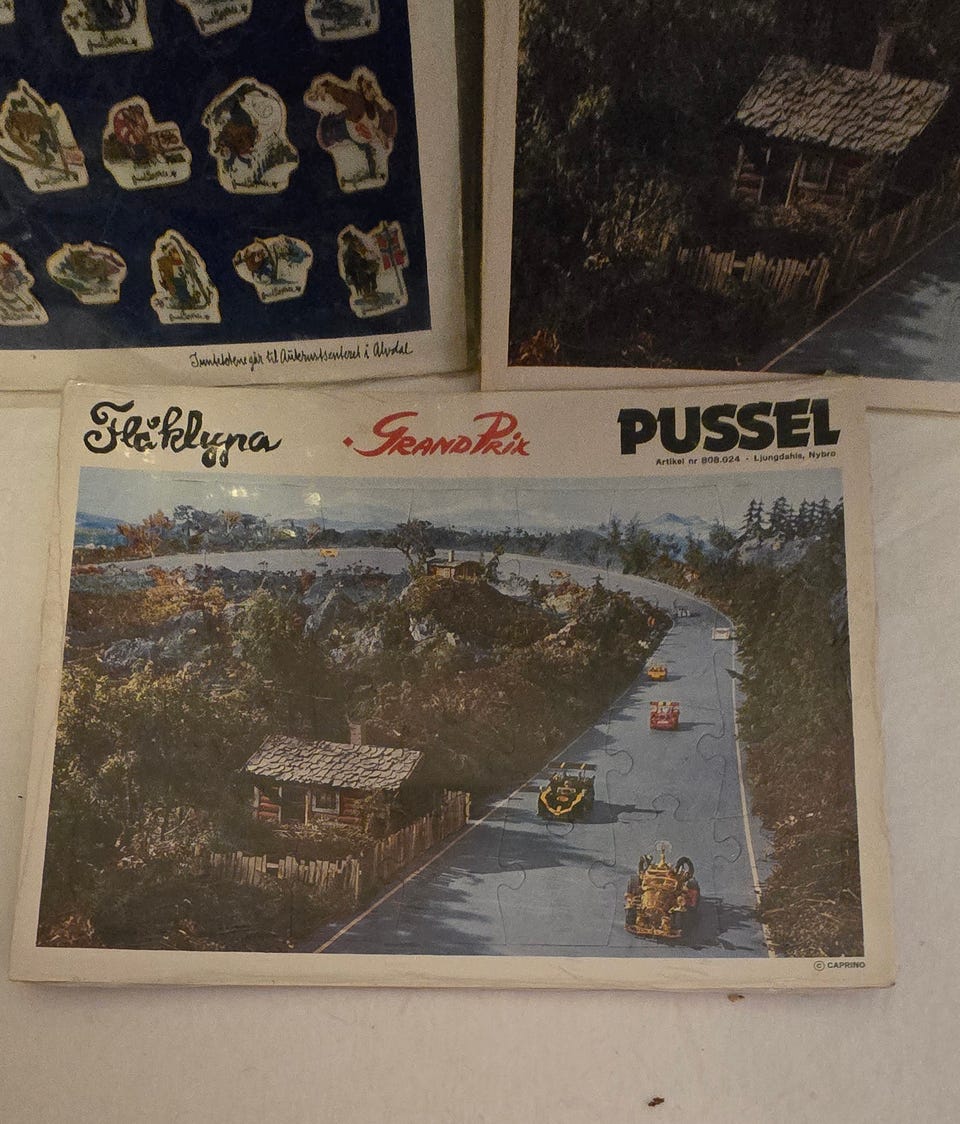 Inntektene går til Aukrustsenteret i Alvdal
Flåklypa GRAND PRIX PUSSEL
Artikel nr 808.024 - Ljungdahls, Nybro
© CAPRINO